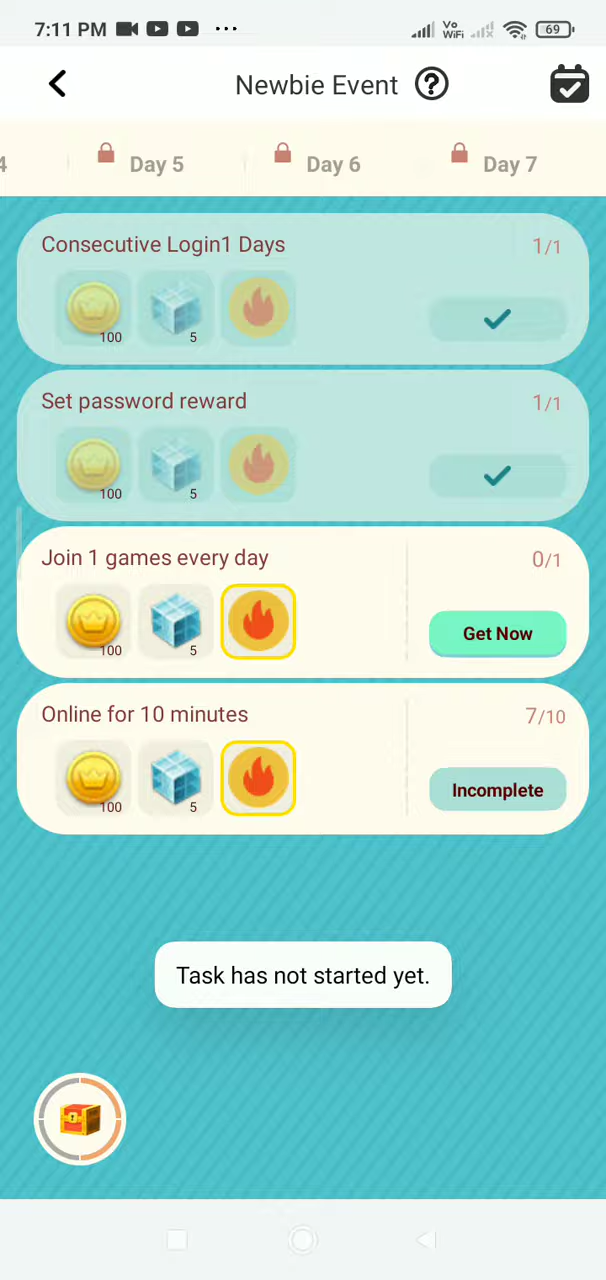 7:11 PM ... Vo WiFi 69
Newbie Event ?
4 Day 5 Day 6 Day 7
Consecutive Login1 Days 1/1
100 5
Set password reward 1/1
100 5
Join 1 games every day 0/1
100 5 Get Now
Online for 10 minutes 7/10
100 5 Incomplete
Task has not started yet.